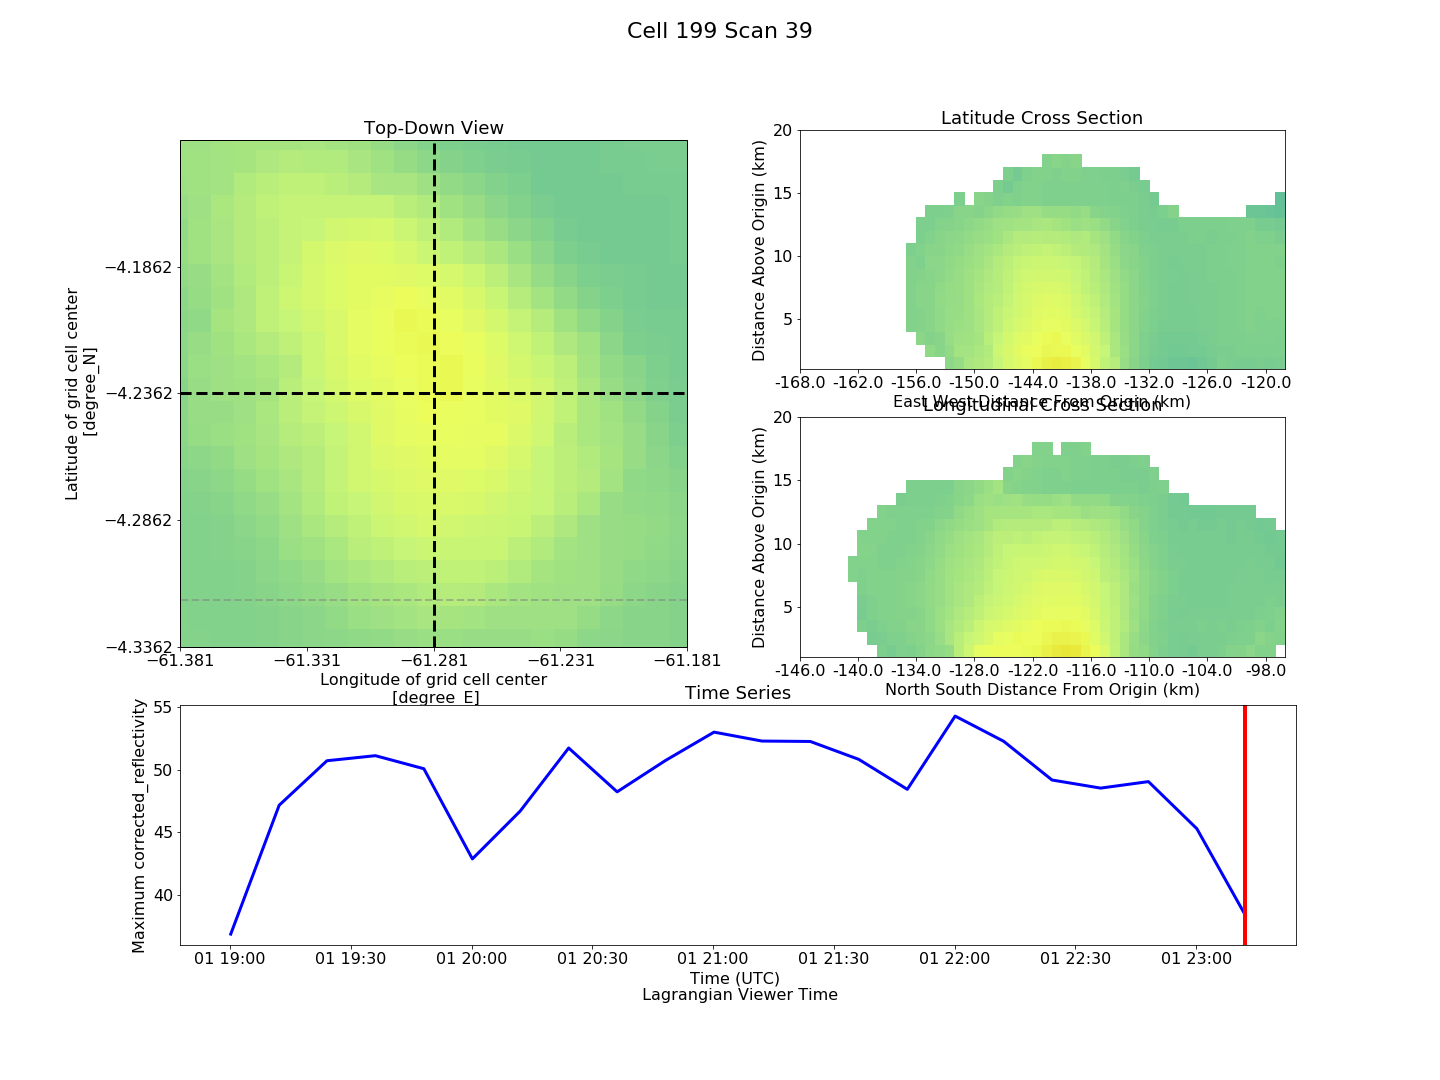 Cell 199 Scan 39
Top-Down View
−4.1862
−4.2362
−4.2862
−4.3362
Latitude of grid cell center
[degree_N]
−61.381 −61.331 −61.281 −61.231 −61.181
Longitude of grid cell center
[degree_E]
Latitude Cross Section
20
15
10
5
Distance Above Origin (km)
-168.0 -162.0 -156.0 -150.0 -144.0 -138.0 -132.0 -126.0 -120.0
East West Distance From Origin (km)
Longitudinal Cross Section
20
15
10
5
Distance Above Origin (km)
-146.0 -140.0 -134.0 -128.0 -122.0 -116.0 -110.0 -104.0 -98.0
North South Distance From Origin (km)
Time Series
55
50
45
40
Maximum corrected_reflectivity
01 19:00 01 19:30 01 20:00 01 20:30 01 21:00 01 21:30 01 22:00 01 22:30 01 23:00
Time (UTC)
Lagrangian Viewer Time